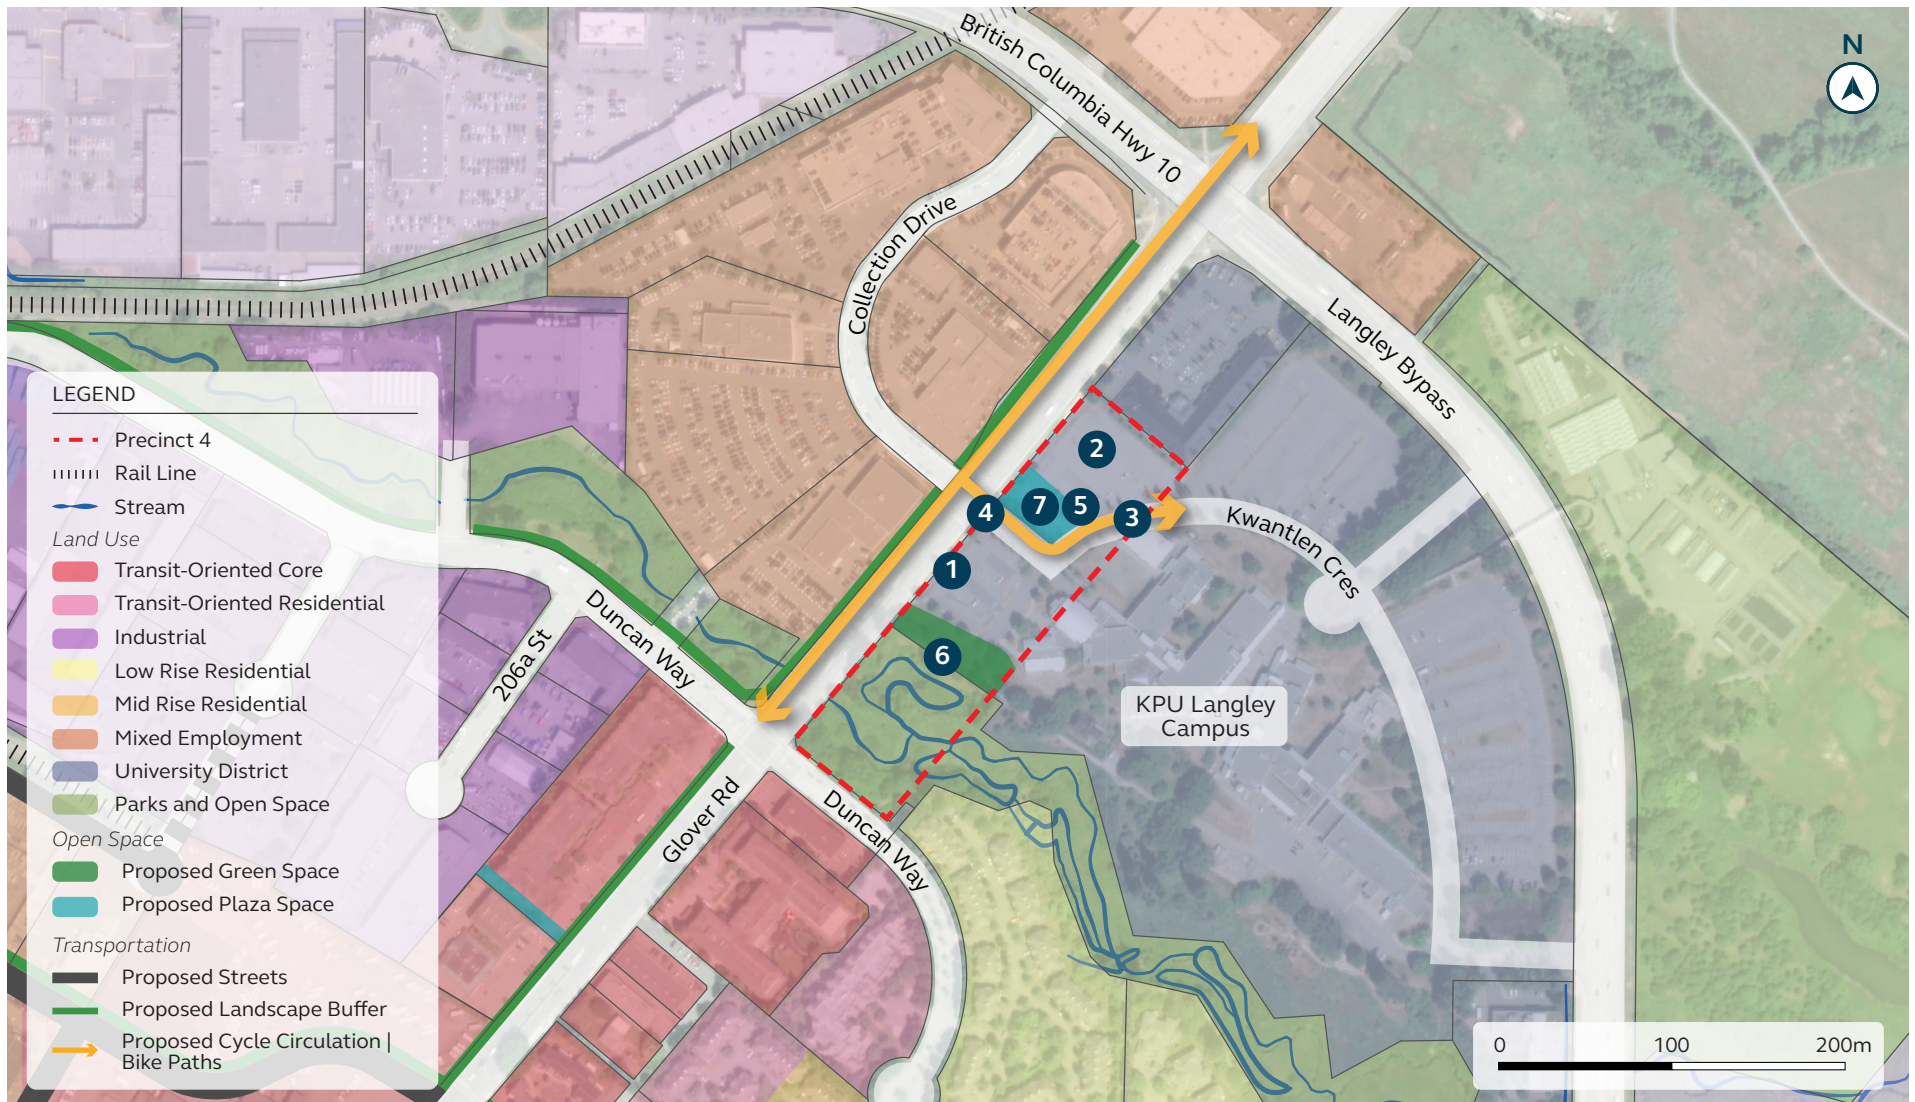 British Columbia Hwy 10
N
Collection Drive
Langley Bypass
LEGEND
Precinct 4
Rail Line
Stream
Land Use
Transit-Oriented Core
Transit-Oriented Residential
Industrial
Low Rise Residential
Mid Rise Residential
Mixed Employment
University District
Parks and Open Space
Open Space
Proposed Green Space
Proposed Plaza Space
Transportation
Proposed Streets
Proposed Landscape Buffer
Proposed Cycle Circulation |
Bike Paths
2
7
5
4
3
1
6
Kwantlen Cres
Duncan Way
206a St
KPU Langley
Campus
Glover Rd
Duncan Way
0 100 200m